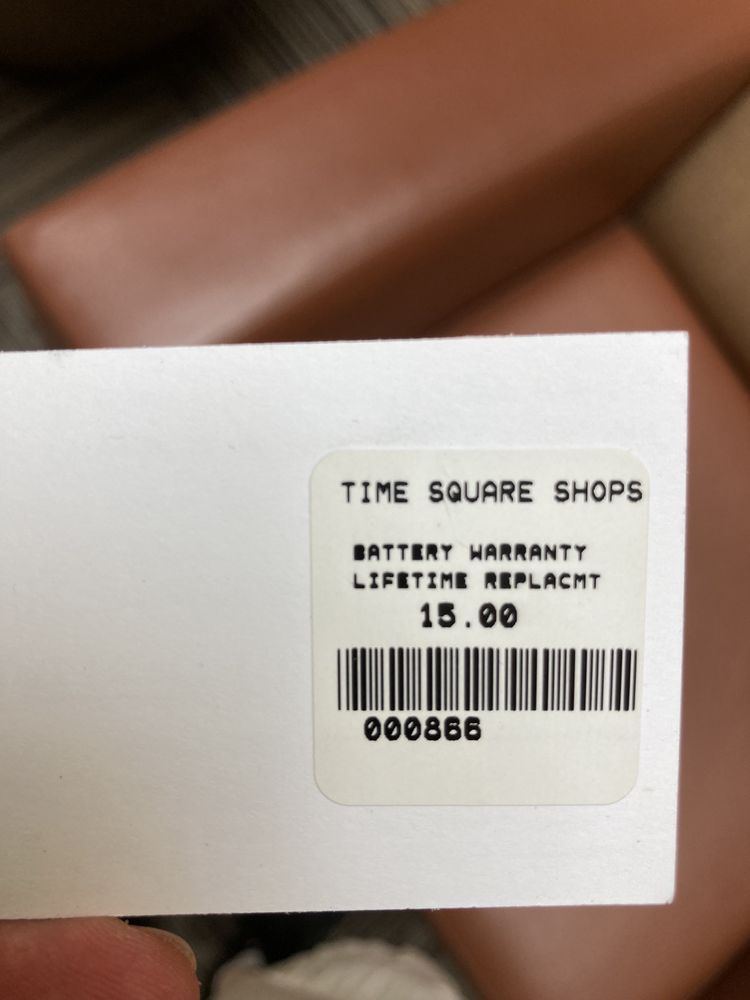 TIME SQUARE SHOPS
BATTERY WARRANTY
LIFETIME REPLACMT
15.00
000866